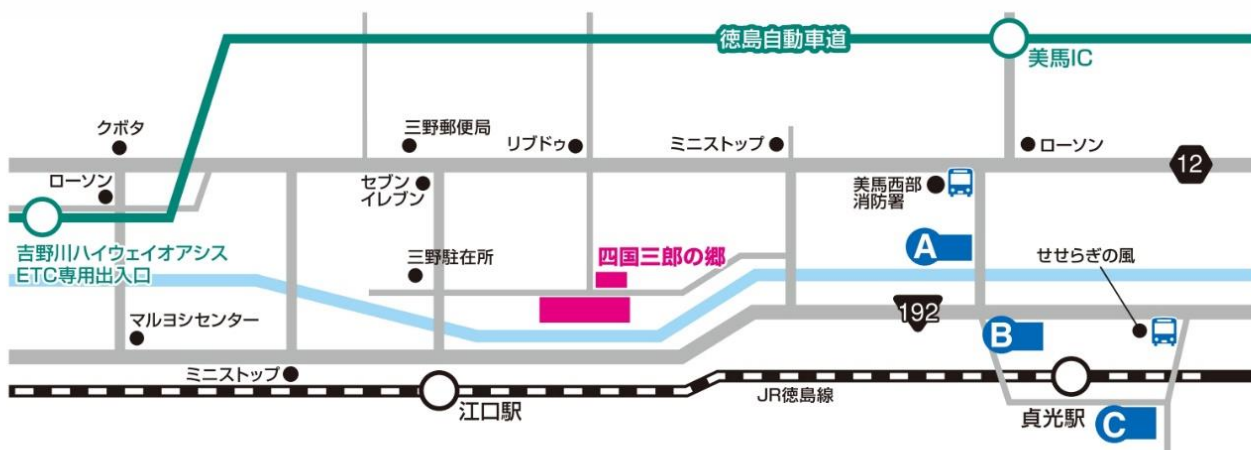 徳島自動車道
美馬IC
クボタ
三野郵便局
リブドゥ
ミニストップ
ローソン
12
ローソン
セブン
イレブン
美馬西部
消防署
吉野川ハイウェイオアシス
ETC専用出入口
三野駐在所
四国三郎の郷
A
せせらぎの風
マルヨシセンター
192
B
ミニストップ
江口駅
JR徳島線
貞光駅
C